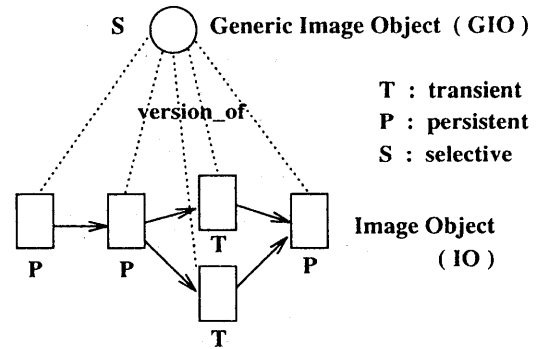 S Generic Image Object ( GIO )
version_of
T : transient
P : persistent
S : selective
T
P P P
Image Object
( IO )
T